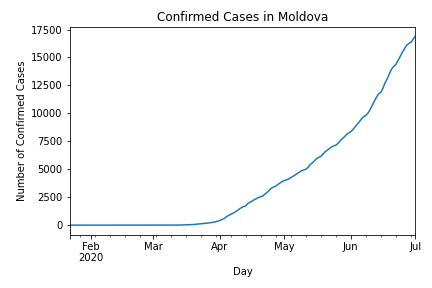 Confirmed Cases in Moldova
17500
15000
12500
10000
7500
5000
2500
0
Number of Confirmed Cases
Feb Mar Apr May Jun Jul
2020
Day